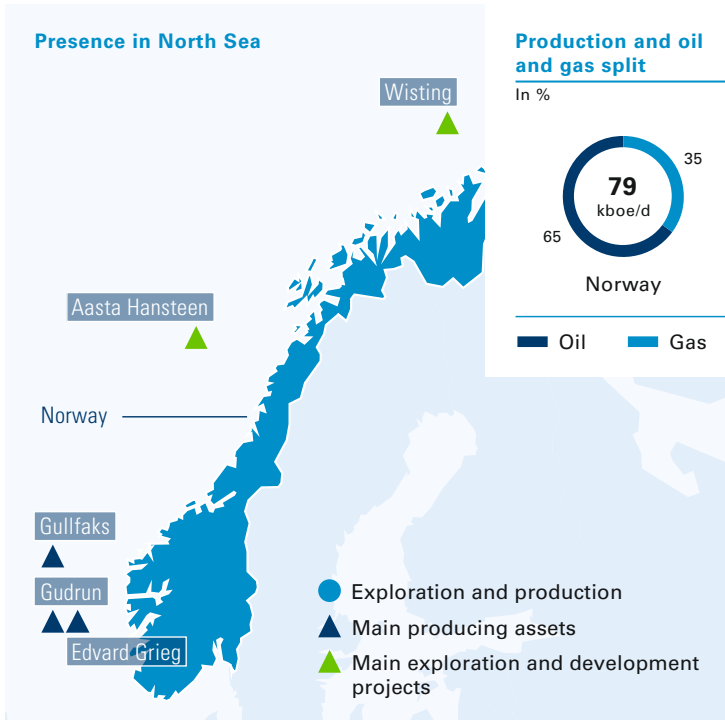 Presence in North Sea
Wisting
Aasta Hansteen
Norway
Gullfaks
Gudrun
Edvard Grieg
Exploration and production
Main producing assets
Main exploration and development
projects
Production and oil
and gas split
In %
35
79
kboe/d
65
Norway
Oil
Gas